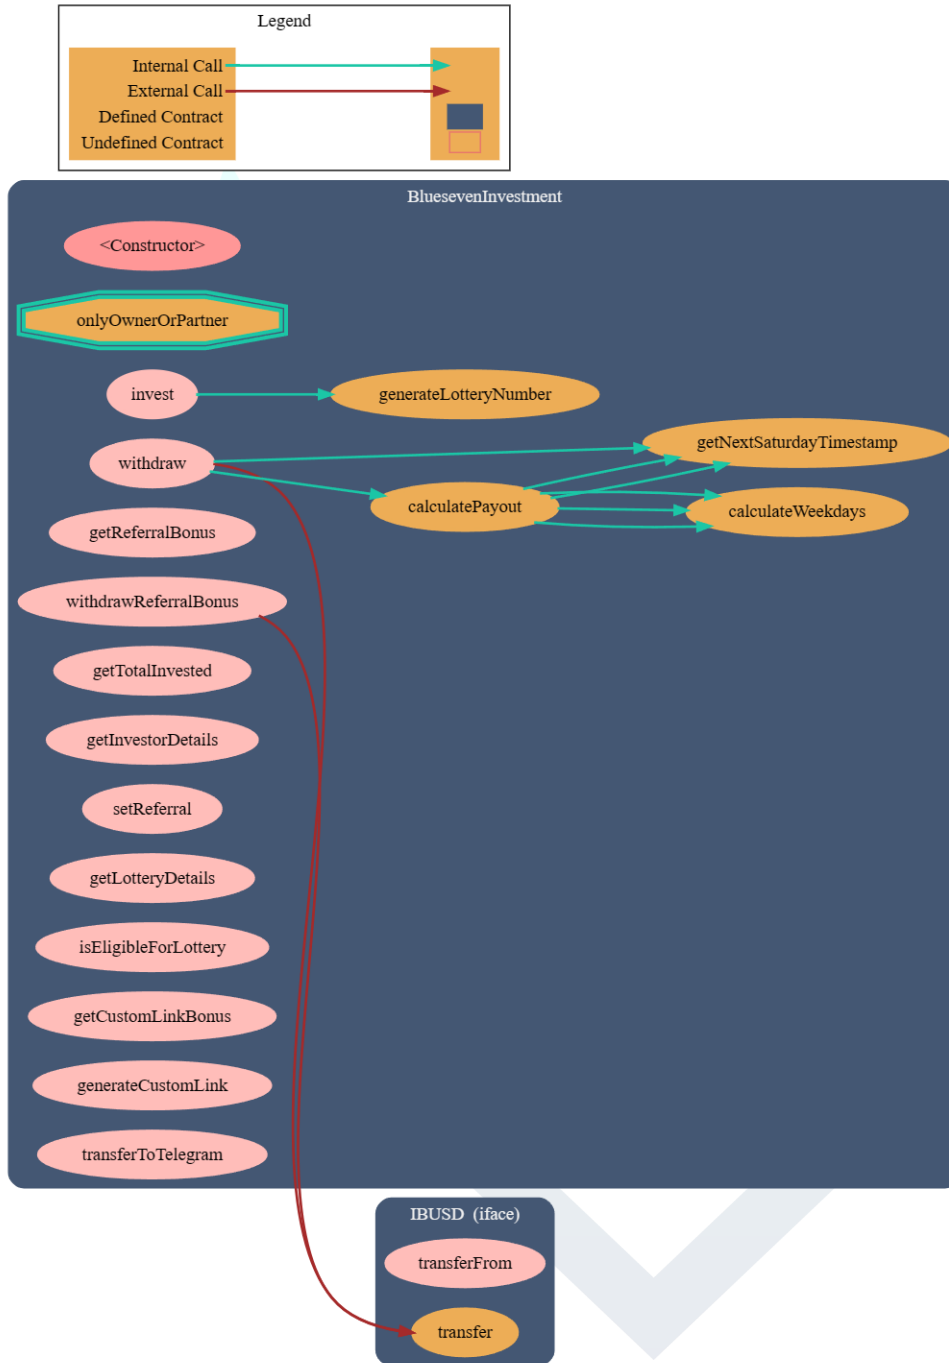 Legend
Internal Call
External Call
Defined Contract
Undefined Contract
BluesevenInvestment
<Constructor>
onlyOwnerOrPartner
invest
generateLotteryNumber
withdraw
getNextSaturdayTimestamp
calculatePayout
calculateWeekdays
getReferralBonus
withdrawReferralBonus
getTotalInvested
getInvestorDetails
setReferral
getLotteryDetails
isEligibleForLottery
getCustomLinkBonus
generateCustomLink
transferToTelegram
IBUSD (iface)
transferFrom
transfer